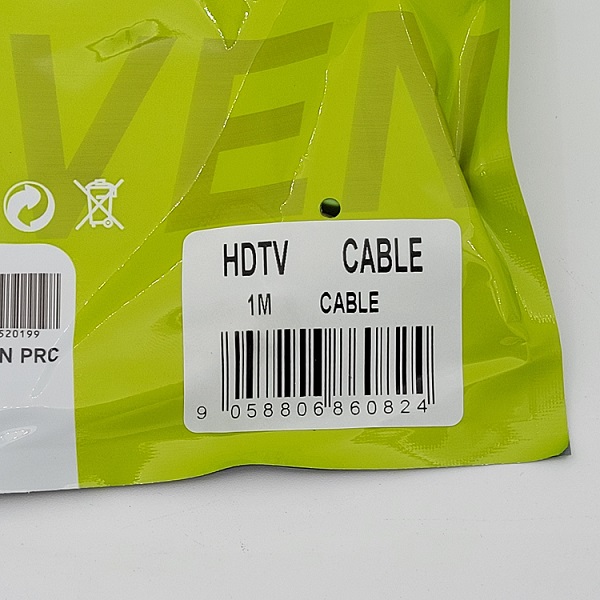 VEN
520199
N PRC
HDTV CABLE
1M CABLE
9 058806 860824